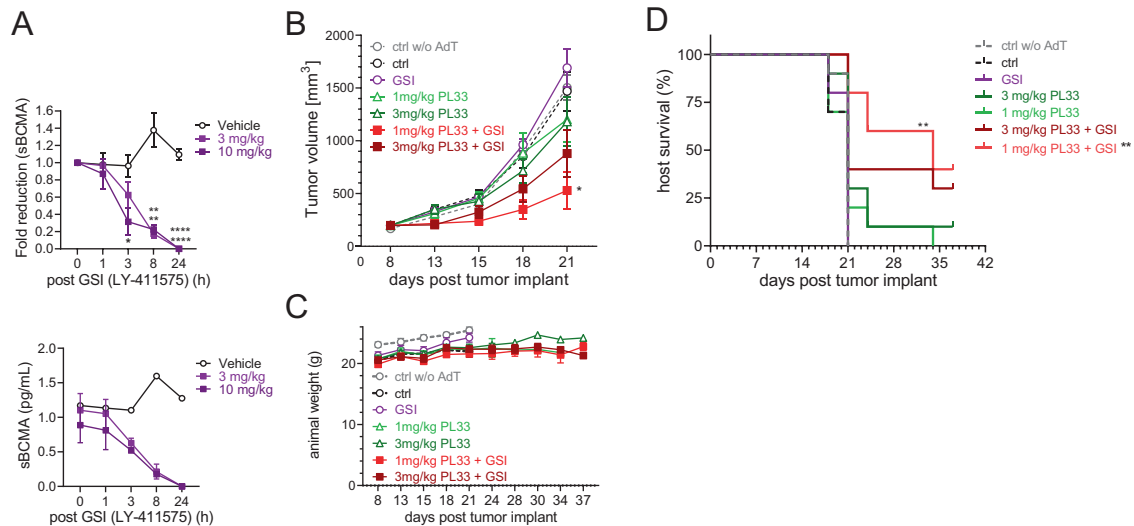 A
Fold reduction (sBCMA)
1.6
1.4
1.2
1.0
0.8
0.6
0.4
0.2
0.0
Vehicle
3 mg/kg
10 mg/kg
**
**
*
****
****
0 1 3 8 24
post GSI (LY-411575) (h)
sBCMA (pg/mL)
2.0
1.5
1.0
0.5
0.0
Vehicle
3 mg/kg
10 mg/kg
0 1 3 8 24
post GSI (LY-411575) (h)
B
Tumor volume [mm3]
2000
1600
1200
800
400
0
ctrl w/o AdT
ctrl
GSI
1mg/kg PL33
3mg/kg PL33
1mg/kg PL33 + GSI
3mg/kg PL33 + GSI
*
8 13 15 18 21
days post tumor implant
C
animal weight (g)
20
15
10
5
0
ctrl w/o AdT
ctrl
GSI
1mg/kg PL33
3mg/kg PL33
1mg/kg PL33 + GSI
3mg/kg PL33 + GSI
8 13 15 18 21 24 28 30 34 37
days post tumor implant
D
host survival (%)
100
75
50
25
0
**
ctrl w/o AdT
ctrl
GSI
3 mg/kg PL33
1 mg/kg PL33
3 mg/kg PL33 + GSI
1 mg/kg PL33 + GSI **
0 7 14 21 28 35 42
days post tumor implant